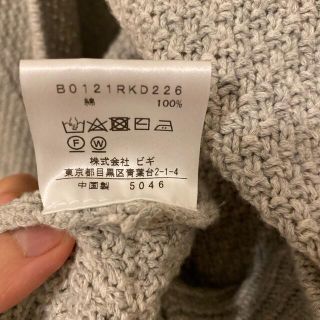 B0121RKD226
綿 100%
F W
株式会社 ビギ
東京都目黒区青葉台2-1-4
中国製 5046